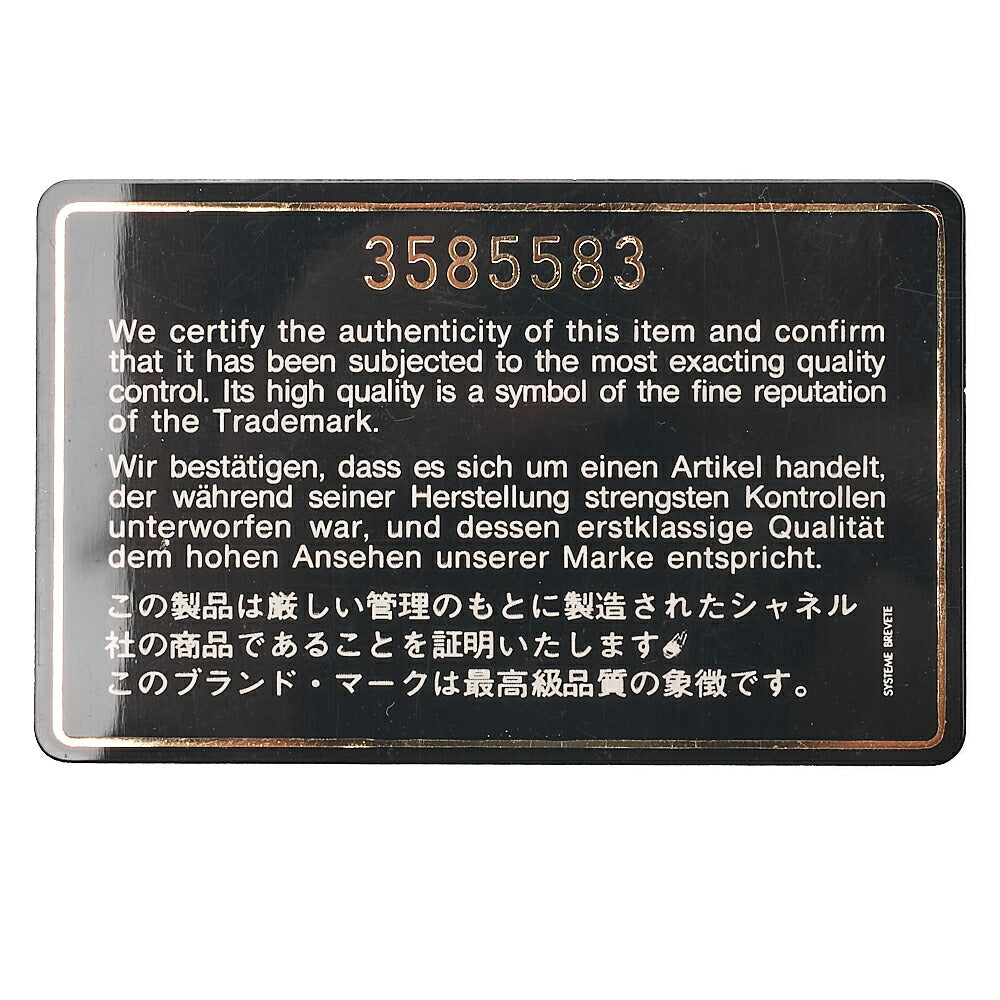 3585583
We certify the authenticity of this item and confirm
that it has been subjected to the most exacting quality
control. Its high quality is a symbol of the fine reputation
of the Trademark.
Wir bestätigen, dass es sich um einen Artikel handelt,
der während seiner Herstellung strengsten Kontrollen
unterworfen war, und dessen erstklassige Qualität
dem hohen Ansehen unserer Marke entspricht.
この製品は厳しい管理のもとに製造されたシャネル
社の商品であることを証明いたします。
このブランド・マークは最高級品質の象徴です。
SYSTEME BREVETE